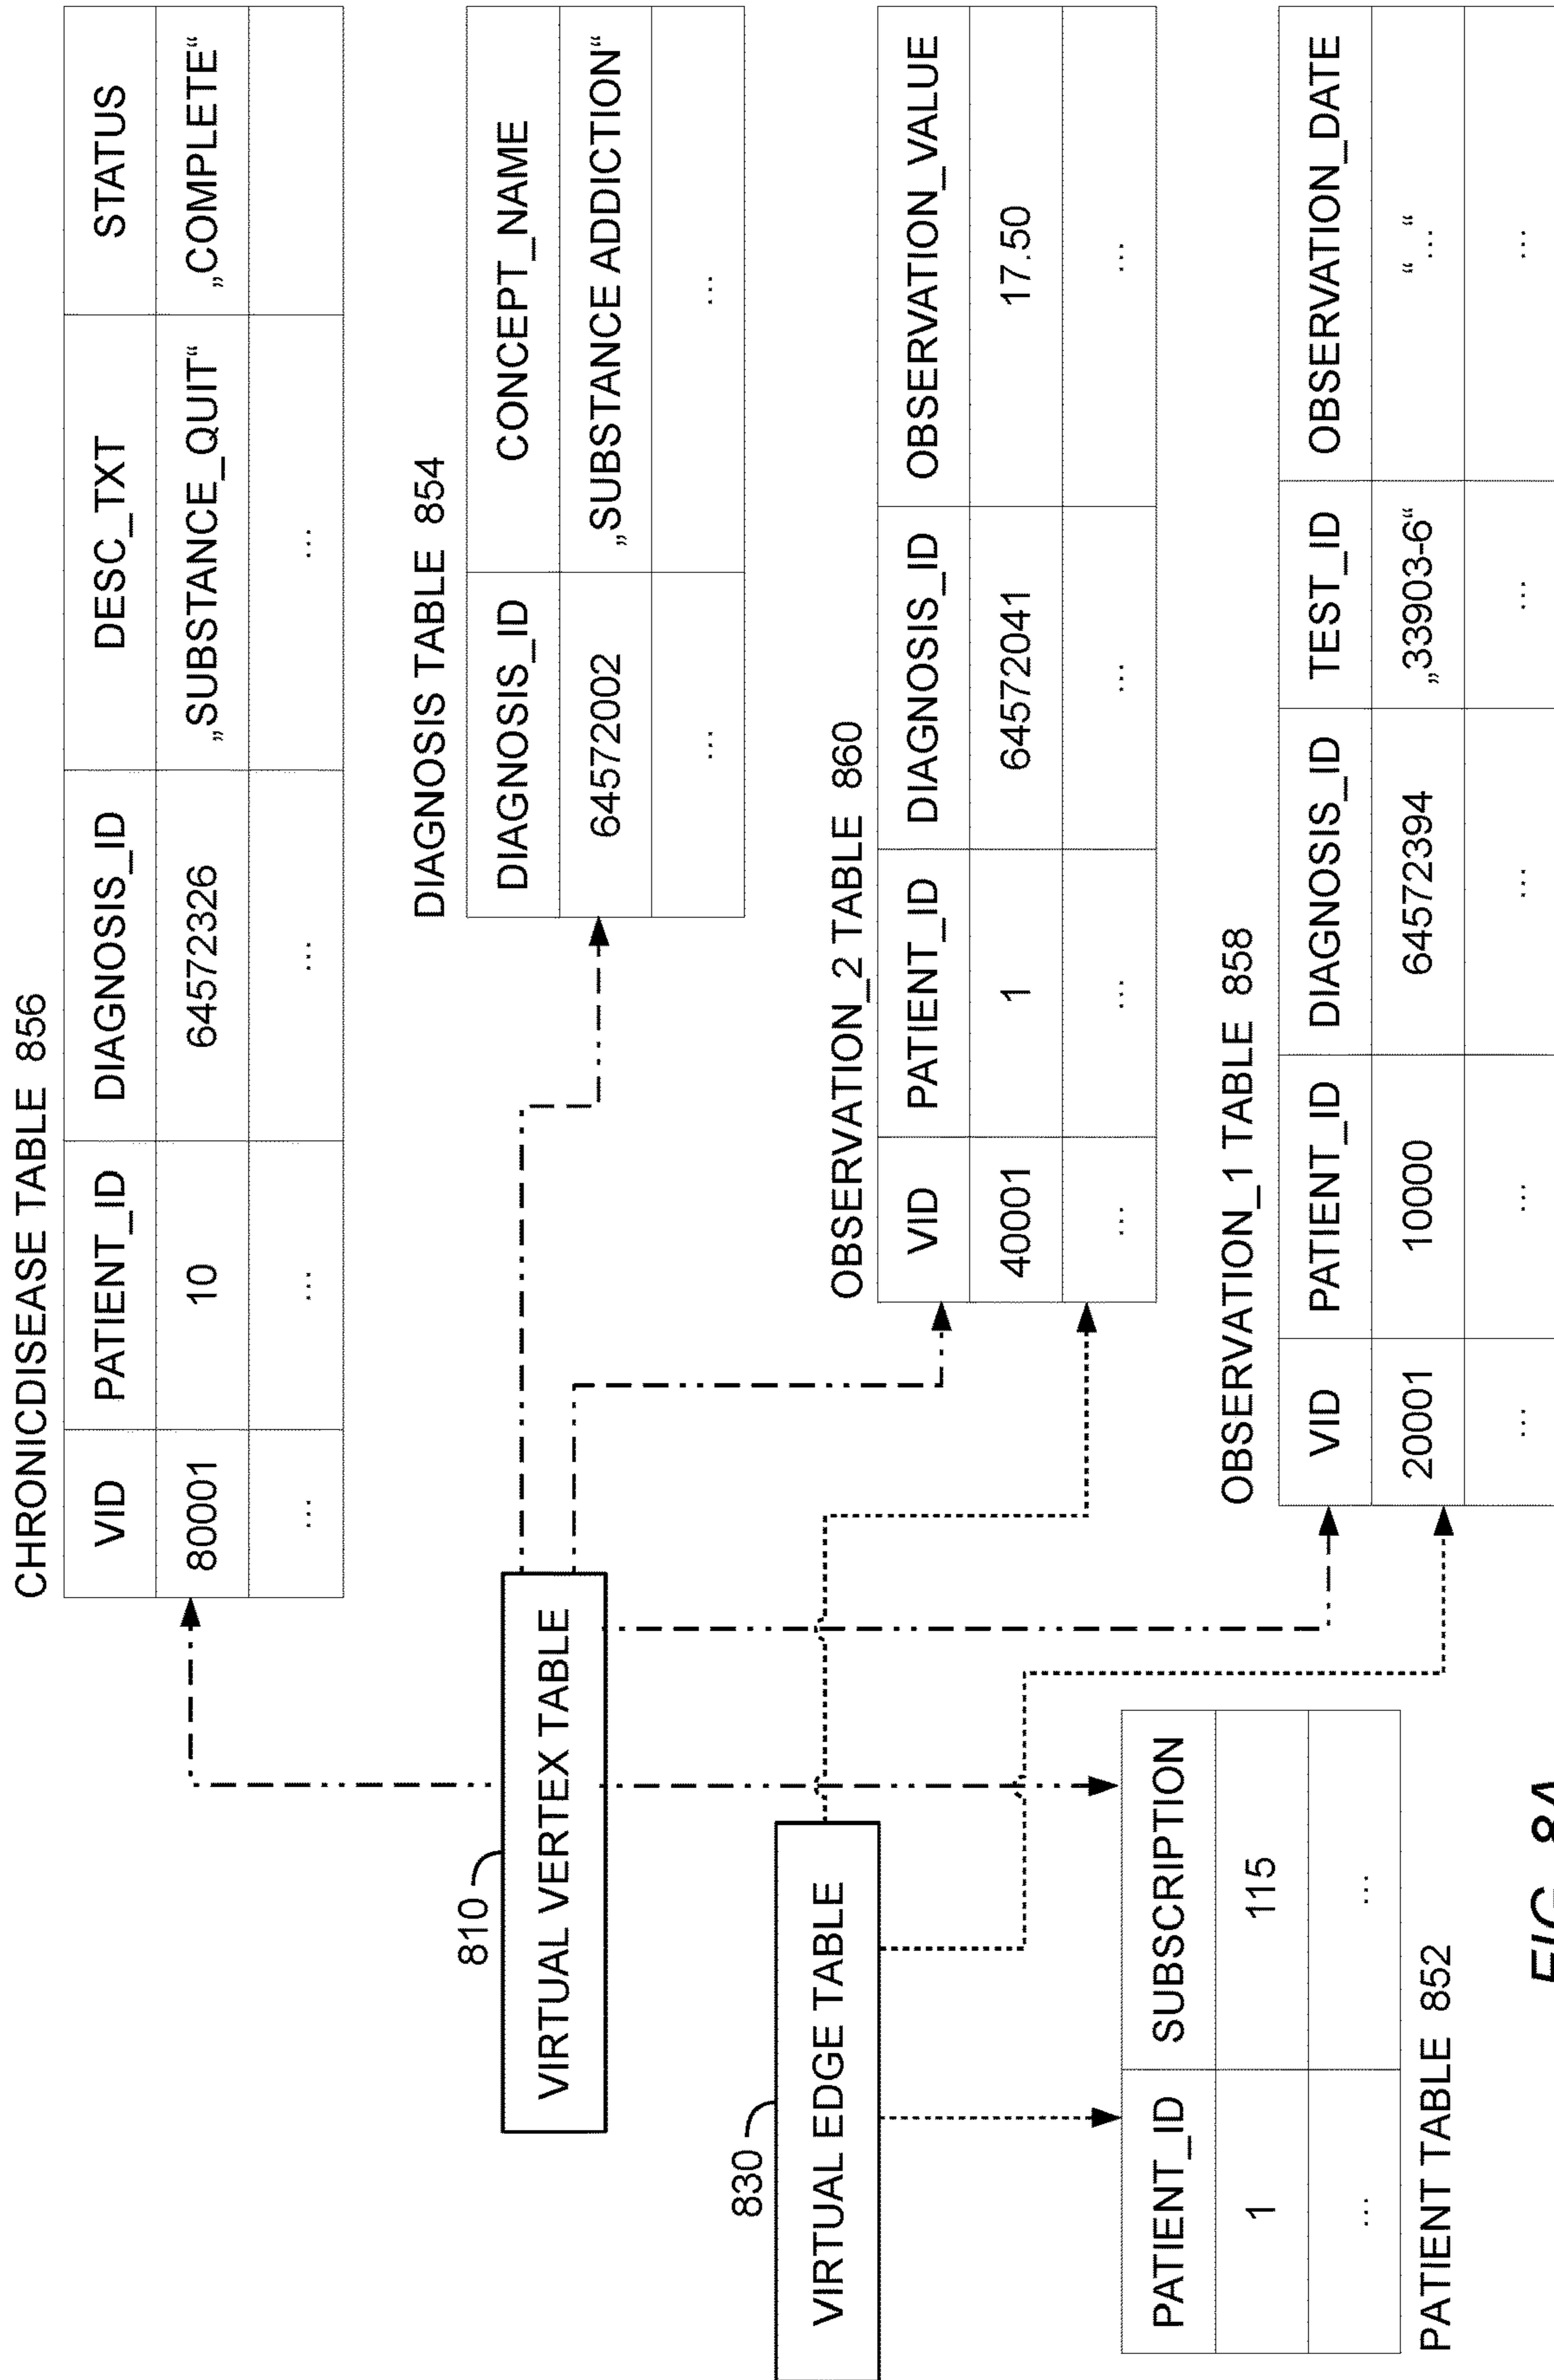 CHRONICDISEASE TABLE 856
VID PATIENT_ID DIAGNOSIS_ID DESC_TXT STATUS
80001 10 64572326 „SUBSTANCE_QUIT“ „COMPLETE“
... ... ... ...
DIAGNOSIS TABLE 854
DIAGNOSIS_ID CONCEPT_NAME
64572002 „SUBSTANCE ADDICTION“
... ...
810
VIRTUAL VERTEX TABLE
OBSERVATION_2 TABLE 860
VID PATIENT_ID DIAGNOSIS_ID OBSERVATION_VALUE
40001 1 64572041 17.50
... ... ... ...
830
VIRTUAL EDGE TABLE
OBSERVATION_1 TABLE 858
VID PATIENT_ID DIAGNOSIS_ID TEST_ID OBSERVATION_DATE
20001 10000 64572394 „33903-6“ “...“
... ... ... ... ...
PATIENT_ID SUBSCRIPTION
1 115
... ...
PATIENT TABLE 852
FIG. 8A